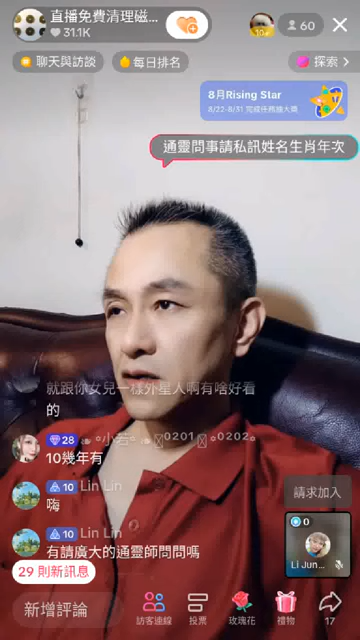 直播免費清理磁...
31.1K
60
聊天與訪談
每日排名
探索
8月Rising Star
8/22-8/31 完成任務搶大獎
通靈問事請私訊姓名生肖年次
就跟你女兒一樣外星人啊有啥好看
的
28 小若 0201 0202
10幾年有
10 Lin Lin
嗨
10 Lin Lin
有請廣大的通靈師問問嗎
29 則新訊息
請求加入
0
Li Jun...
新增評論
訪客連線
投票
玫瑰花
禮物
17